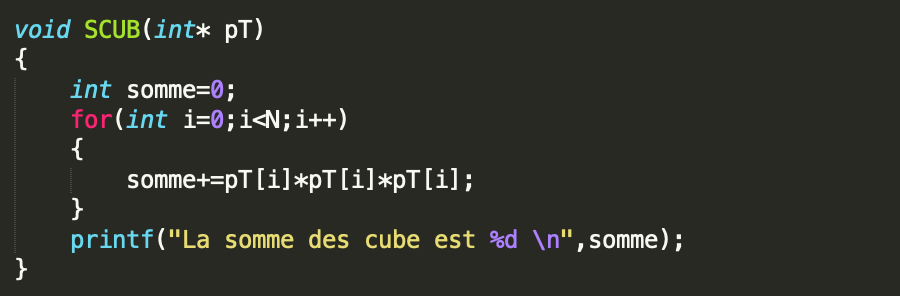 void SCUB(int* pT)
{
    int somme=0;
    for(int i=0;i<N;i++)
    {
        somme+=pT[i]*pT[i]*pT[i];
    }
    printf("La somme des cube est %d \n",somme);
}